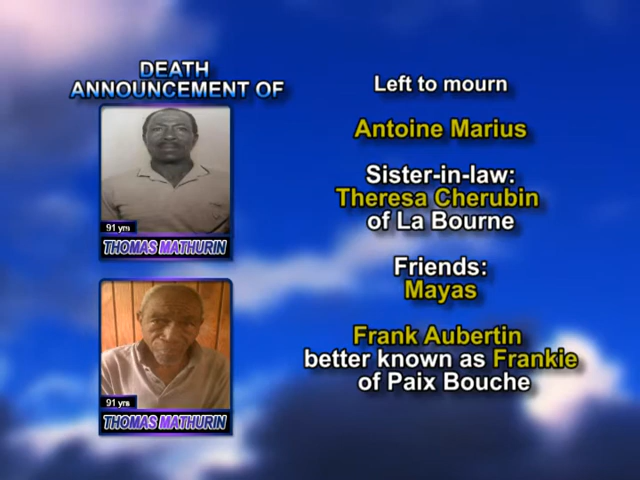 DEATH
ANNOUNCEMENT OF
91 yrs
THOMAS MATHURIN
91 yrs
THOMAS MATHURIN
Left to mourn
Antoine Marius
Sister-in-law:
Theresa Cherubin
of La Bourne
Friends:
Mayas
Frank Aubertin
better known as Frankie
of Paix Bouche